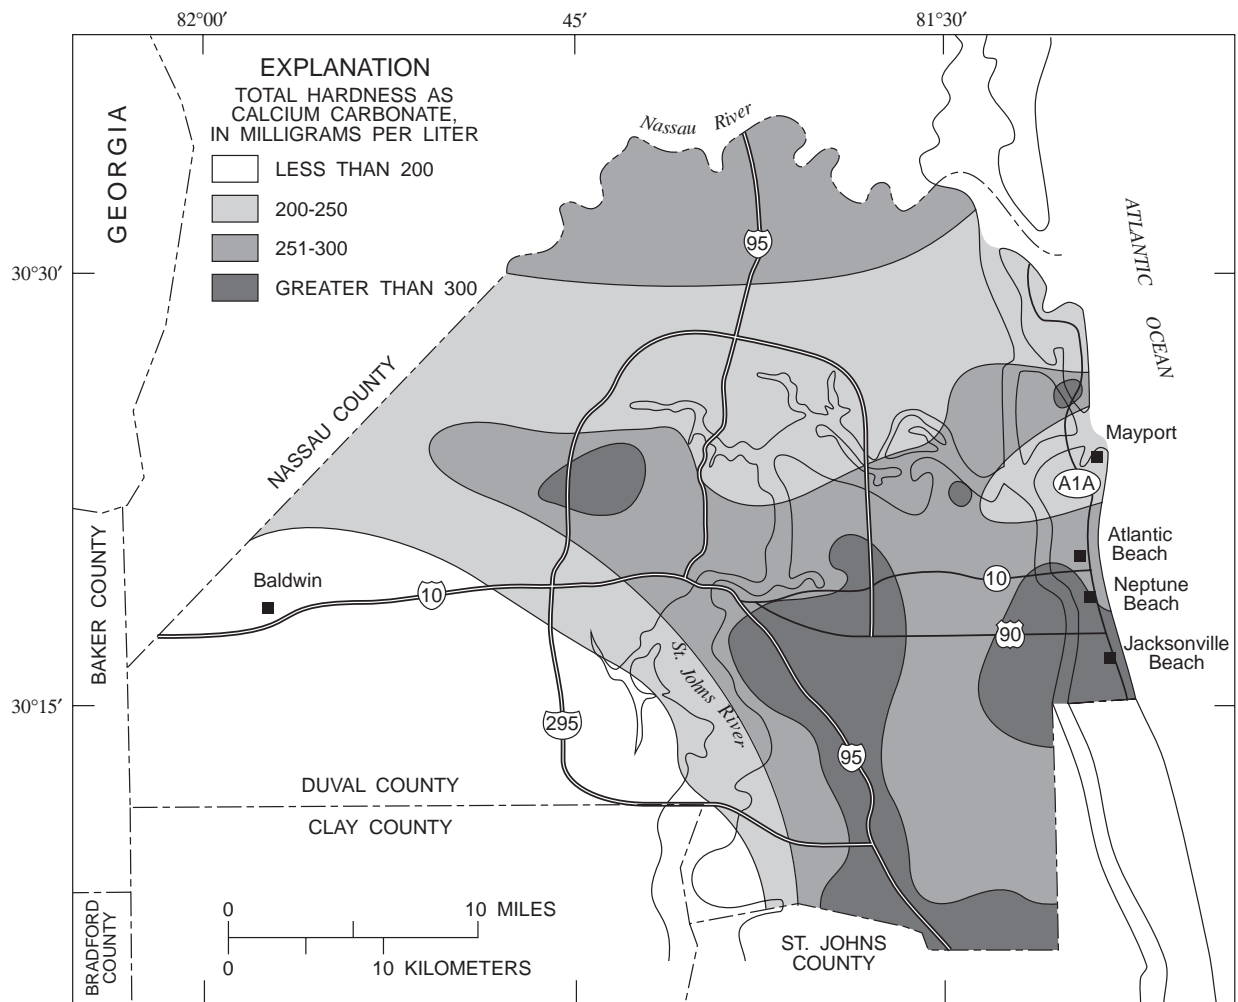 82°00′
45′
81°30′
EXPLANATION
TOTAL HARDNESS AS
CALCIUM CARBONATE,
IN MILLIGRAMS PER LITER
LESS THAN 200
200-250
251-300
GREATER THAN 300
GEORGIA
Nassau River
95
ATLANTIC OCEAN
30°30′
NASSAU COUNTY
Mayport
A1A
Atlantic
Beach
Baldwin
10
10
Neptune
Beach
BAKER COUNTY
90
Jacksonville
Beach
St. Johns River
30°15′
295
95
DUVAL COUNTY
CLAY COUNTY
BRADFORD
COUNTY
0
10 MILES
0
10 KILOMETERS
ST. JOHNS
COUNTY